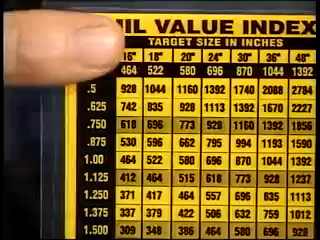 MIL VALUE INDEX
TARGET SIZE IN INCHES
16" 18" 20" 24" 30" 36" 48"
464 522 580 696 870 1044 1392
.5 928 1044 1160 1392 1740 2088 2784
.625 742 835 928 1113 1392 1670 2227
.750 618 696 773 928 1160 1392 1856
.875 530 596 662 795 994 1193 1590
1.00 464 522 580 696 870 1044 1392
1.125 412 464 515 618 773 928 1237
1.250 371 417 464 557 696 835 1113
1.375 337 379 422 506 632 759 1012
1.500 309 348 386 464 580 696 928